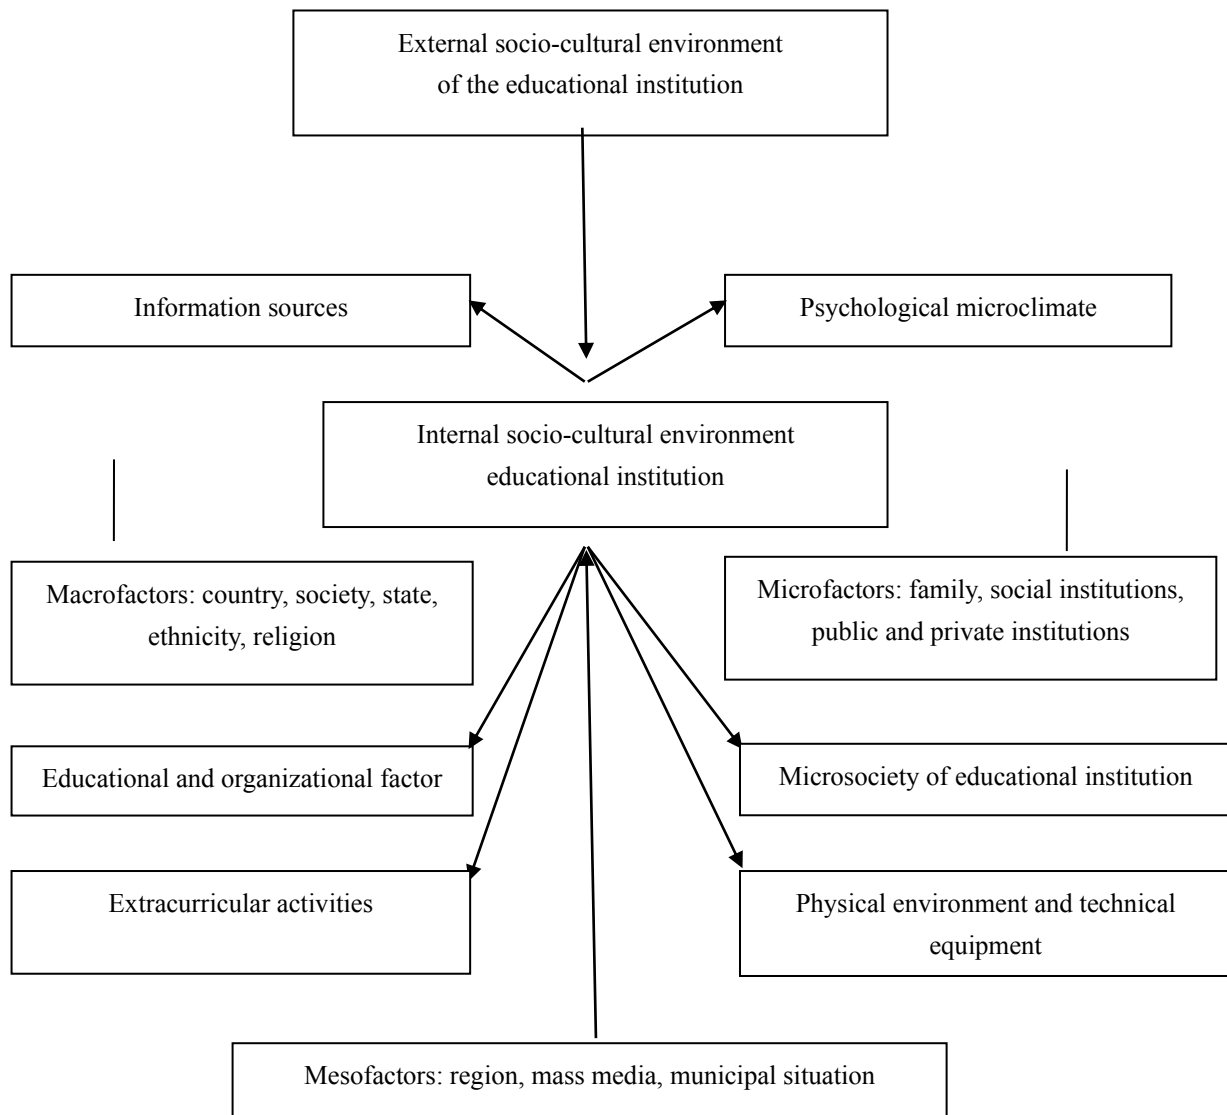 External socio-cultural environment
of the educational institution
Information sources
Psychological microclimate
Internal socio-cultural environment
educational institution
Macrofactors: country, society, state,
ethnicity, religion
Microfactors: family, social institutions,
public and private institutions
Educational and organizational factor
Microsociety of educational institution
Extracurricular activities
Physical environment and technical
equipment
Mesofactors: region, mass media, municipal situation